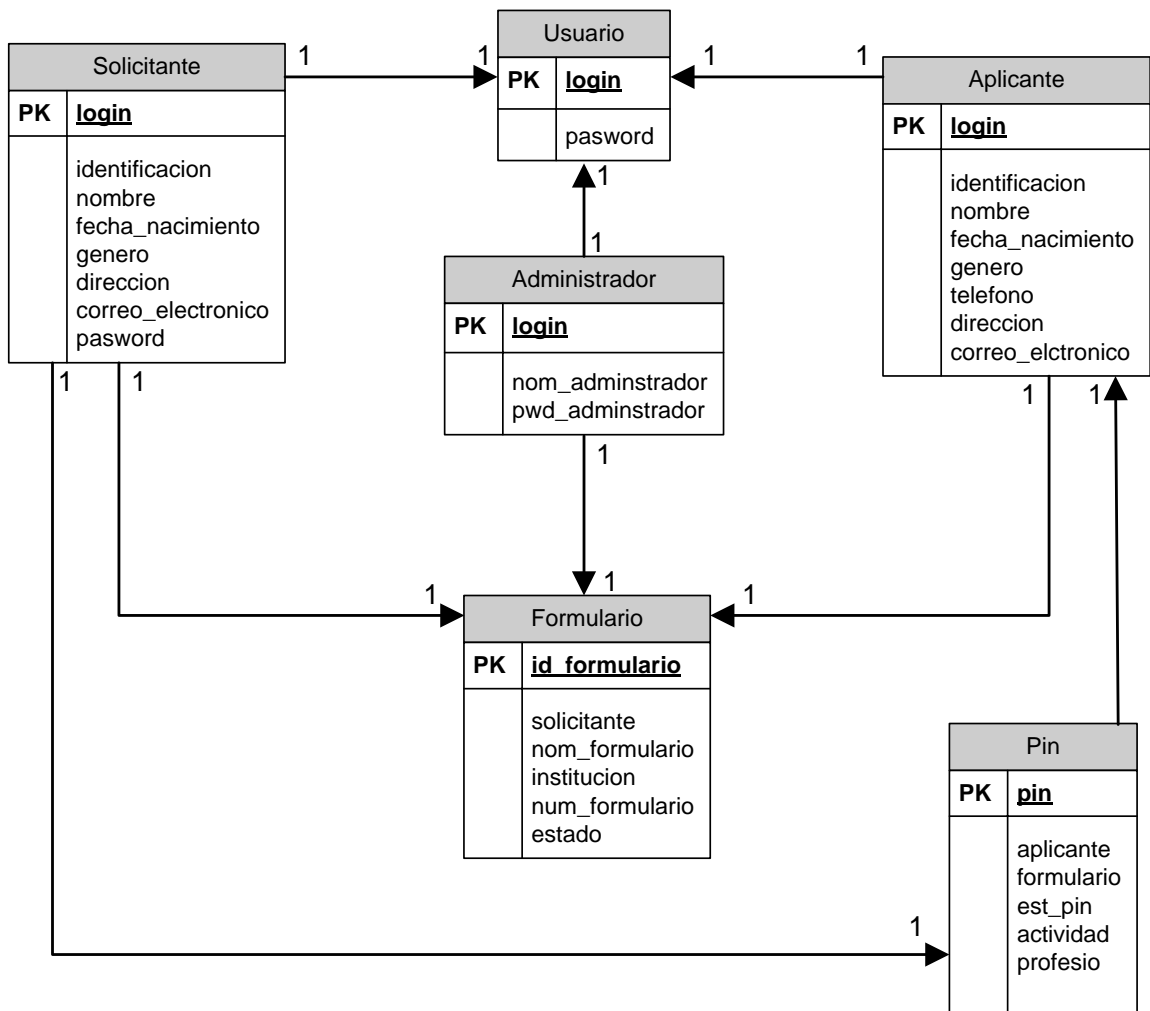 Usuario
PK login
pasword
Solicitante
PK login
identificacion
nombre
fecha_nacimiento
genero
direccion
correo_electronico
pasword
1
1
1
1
Aplicante
PK login
identificacion
nombre
fecha_nacimiento
genero
telefono
direccion
correo_elctronico
1
1
Administrador
PK login
nom_adminstrador
pwd_adminstrador
1
1
1
1
1
1
1
1
Formulario
PK id_formulario
solicitante
nom_formulario
institucion
num_formulario
estado
Pin
PK pin
aplicante
formulario
est_pin
actividad
profesio
1